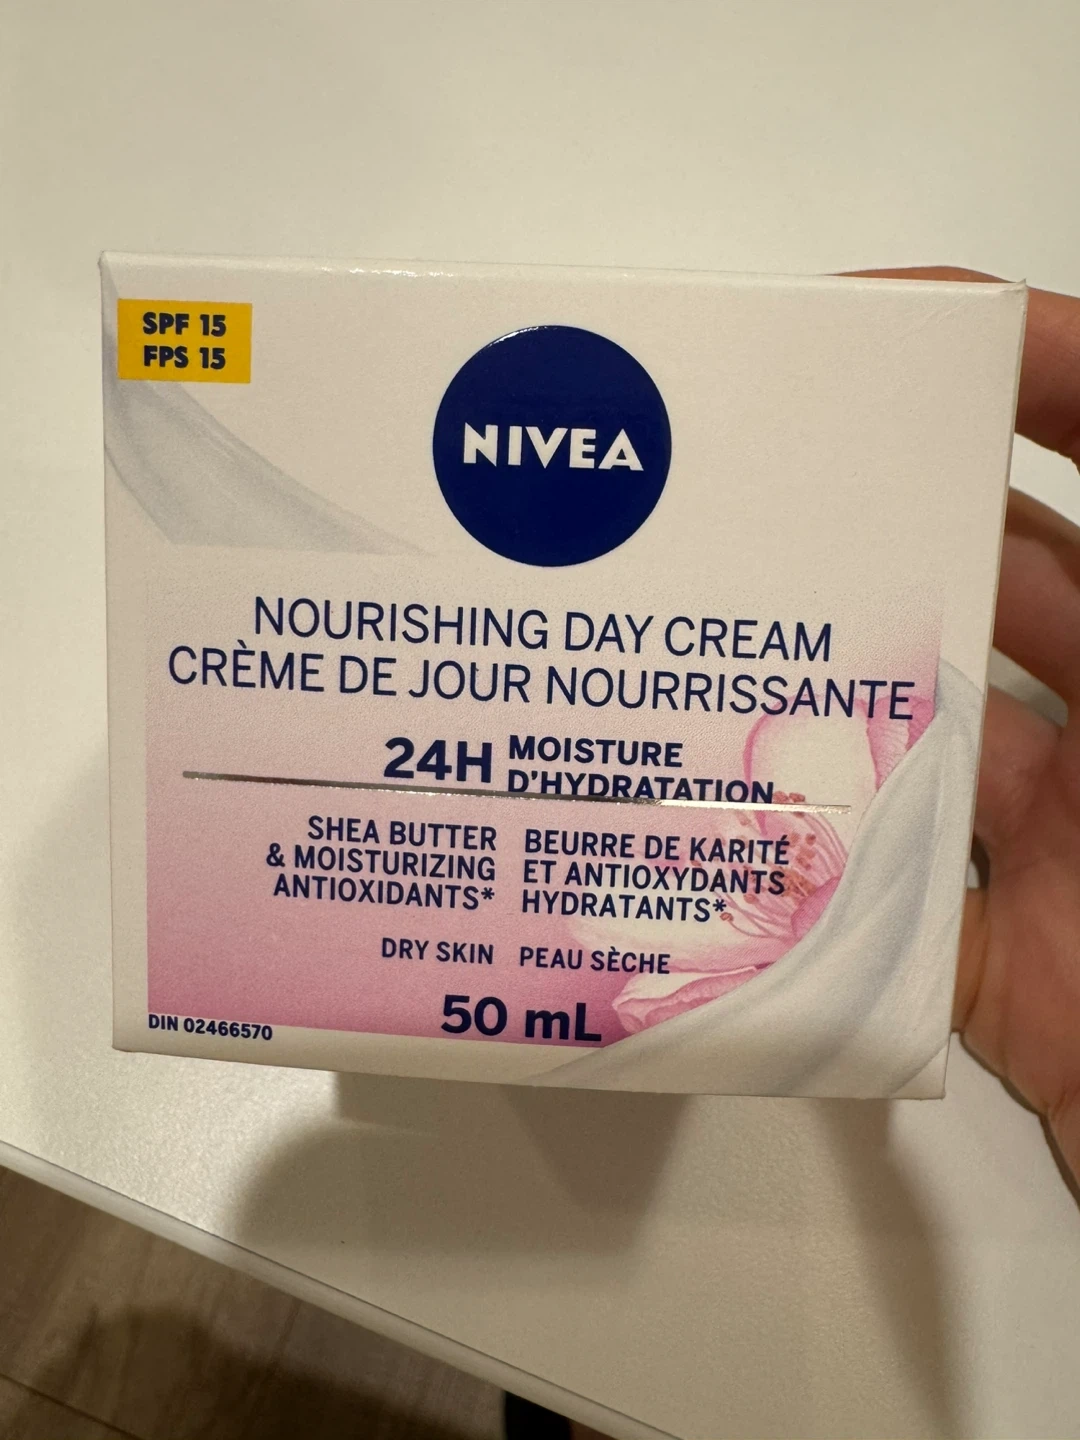 SPF 15
FPS 15
NIVEA
NOURISHING DAY CREAM
CRÈME DE JOUR NOURRISSANTE
24H MOISTURE
D'HYDRATATION
SHEA BUTTER
& MOISTURIZING
ANTIOXIDANTS*
BEURRE DE KARITÉ
ET ANTIOXYDANTS
HYDRATANTS*
DRY SKIN PEAU SÈCHE
50 mL
DIN 02466570